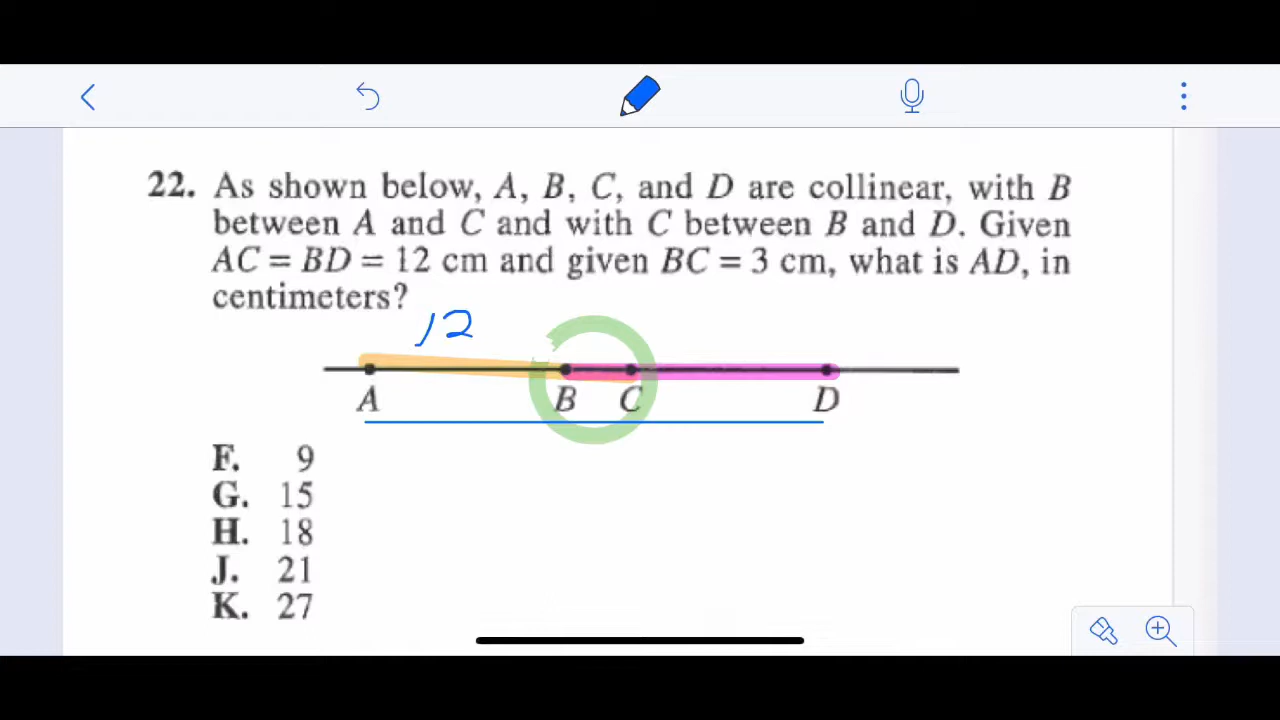 22. As shown below, A, B, C, and D are collinear, with B
between A and C and with C between B and D. Given
AC = BD = 12 cm and given BC = 3 cm, what is AD, in
centimeters?
12
A B C D
F. 9
G. 15
H. 18
J. 21
K. 27